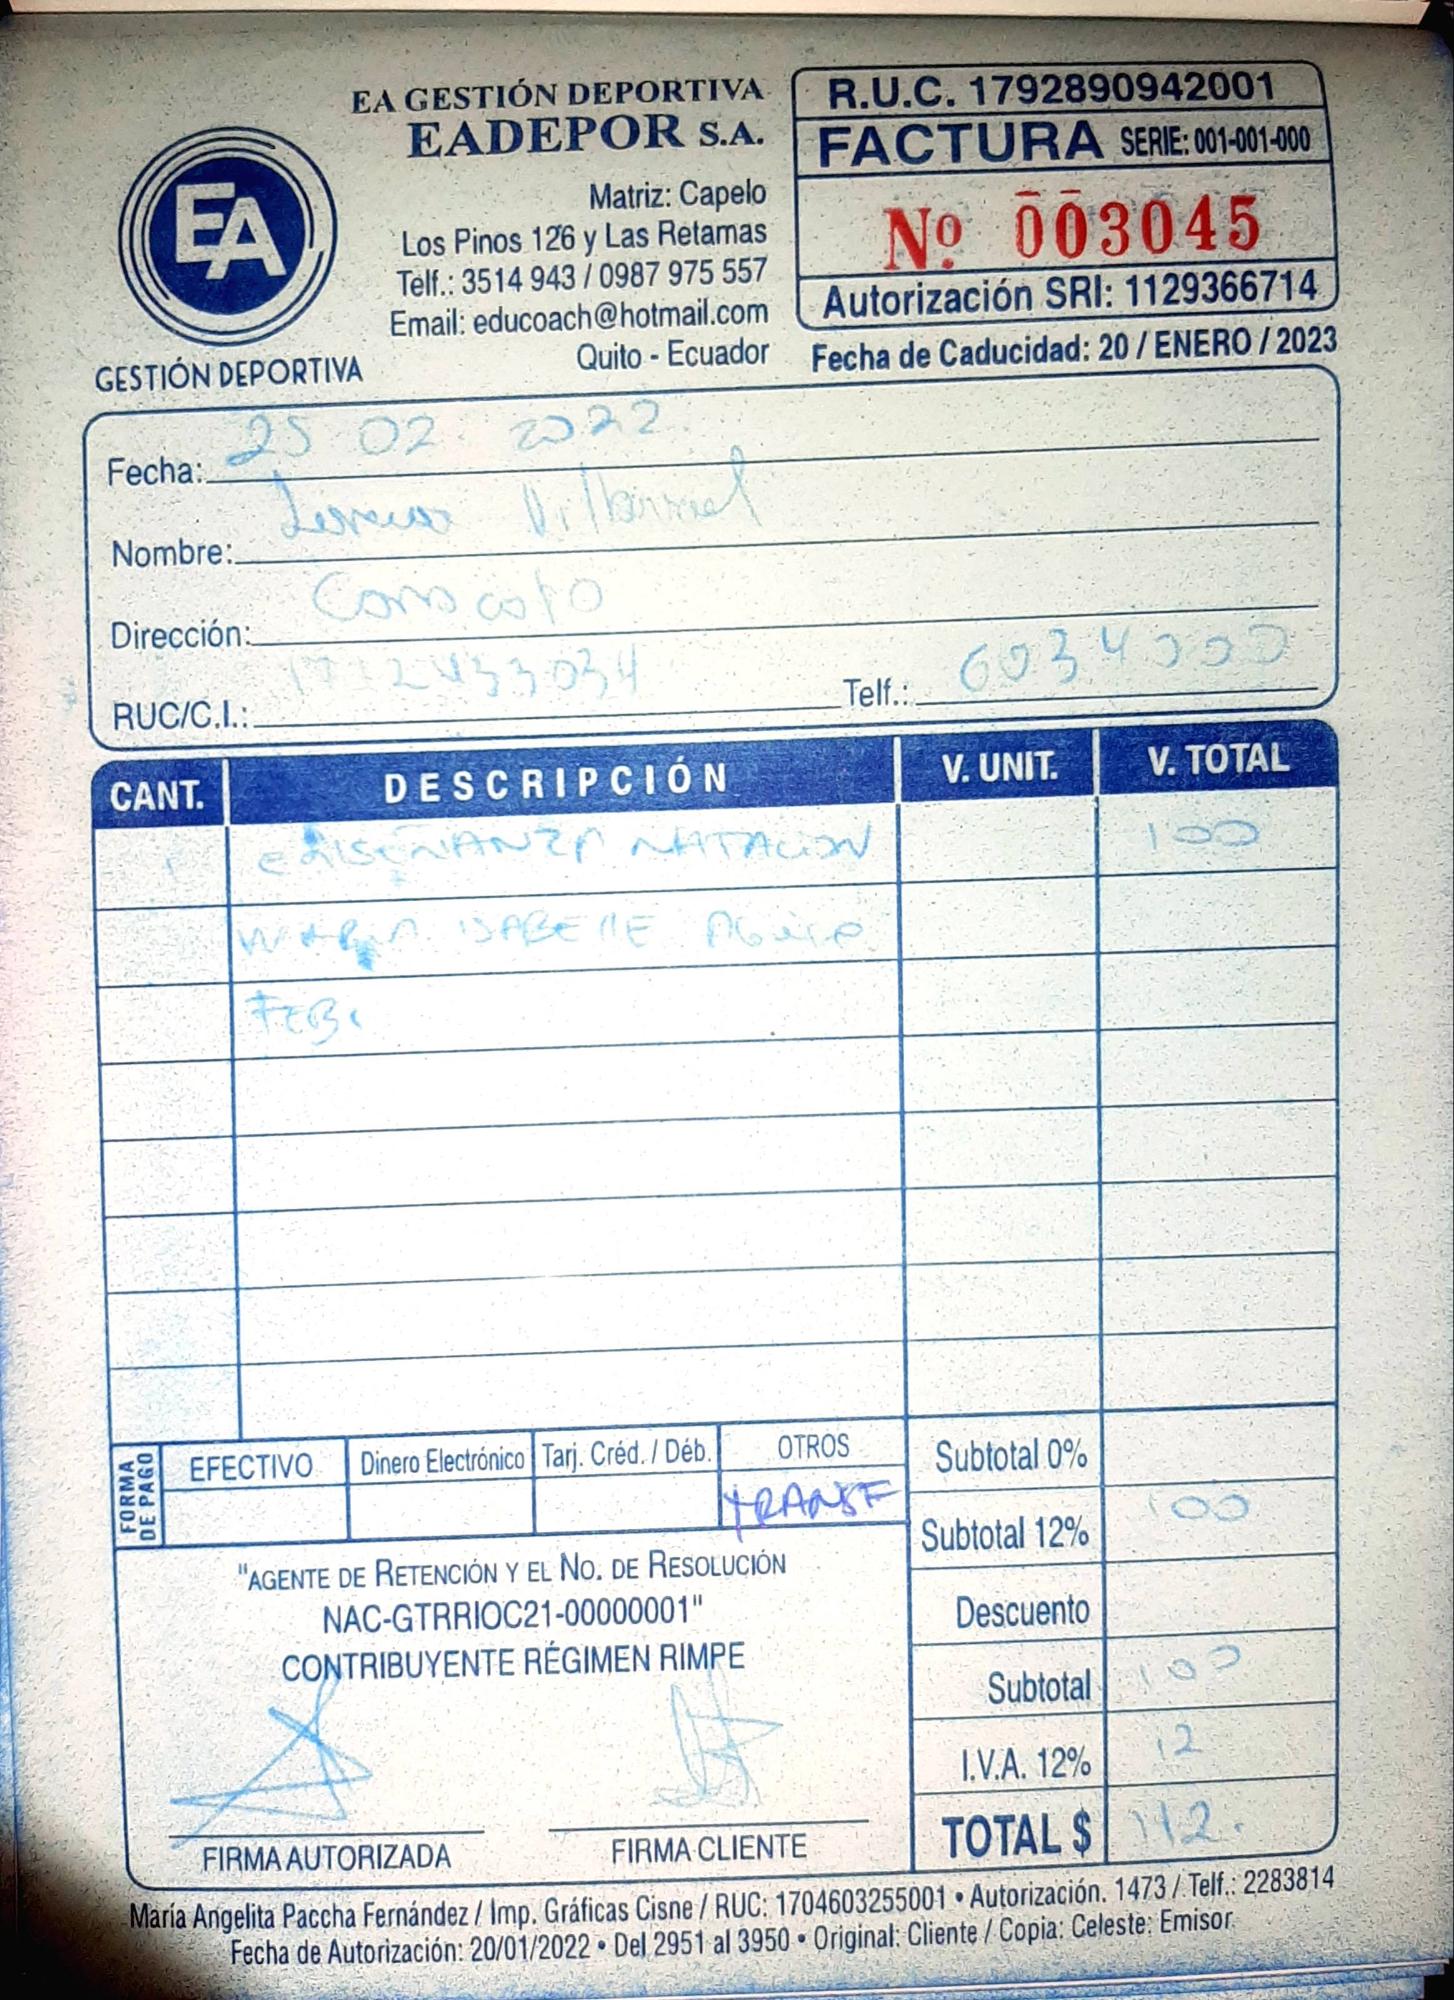 EA GESTIÓN DEPORTIVA
EADEPOR S.A.
EA
GESTIÓN DEPORTIVA
Matriz: Capelo
Los Pinos 126 y Las Retamas
Telf.: 3514 943 / 0987 975 557
Email: educoach@hotmail.com
Quito - Ecuador
R.U.C. 1792890942001
FACTURA SERIE: 001-001-000
Nº 003045
Autorización SRI: 1129366714
Fecha de Caducidad: 20 / ENERO / 2023
Fecha: 25 02 2022
Nombre:
Dirección:
RUC/C.I.: 1712433034 Telf.: 6034000
CANT. DESCRIPCIÓN V. UNIT. V. TOTAL
ENSEÑANZA NATACION 100
ISABELLE
FEB.
FORMA DE PAGO
EFECTIVO Dinero Electrónico Tarj. Créd. / Déb. OTROS
TRANSF
Subtotal 0%
Subtotal 12% 100
Descuento
Subtotal 100
I.V.A. 12% 12
TOTAL $ 112.
"AGENTE DE RETENCIÓN Y EL NO. DE RESOLUCIÓN
NAC-GTRRIOC21-00000001"
CONTRIBUYENTE RÉGIMEN RIMPE
FIRMA AUTORIZADA FIRMA CLIENTE
María Angelita Paccha Fernández / Imp. Gráficas Cisne / RUC: 1704603255001 • Autorización. 1473 / Telf.: 2283814
Fecha de Autorización: 20/01/2022 • Del 2951 al 3950 • Original: Cliente / Copia: Celeste: Emisor